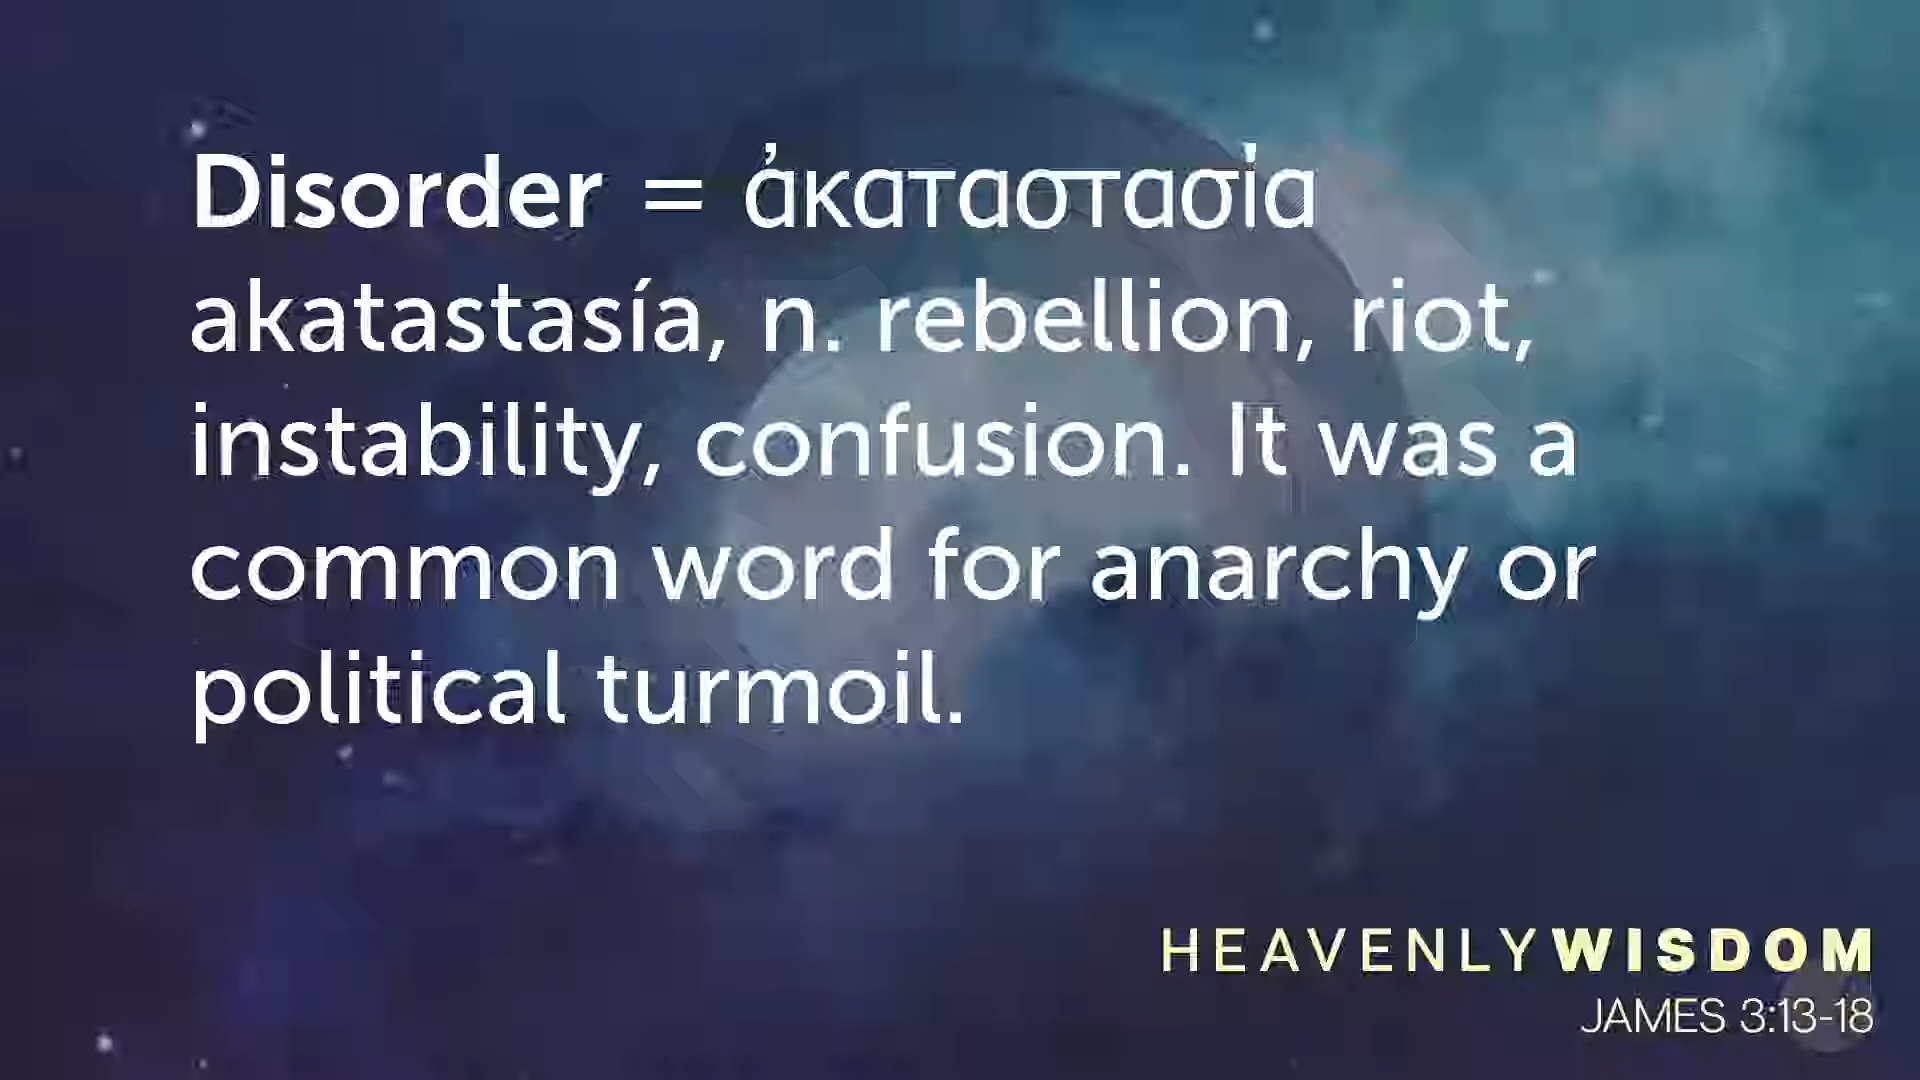 Disorder = ἀκαταστασἰα
akatastasía, n. rebellion, riot,
instability, confusion. It was a
common word for anarchy or
political turmoil.
HEAVENLYWISDOM
JAMES 3:13-18